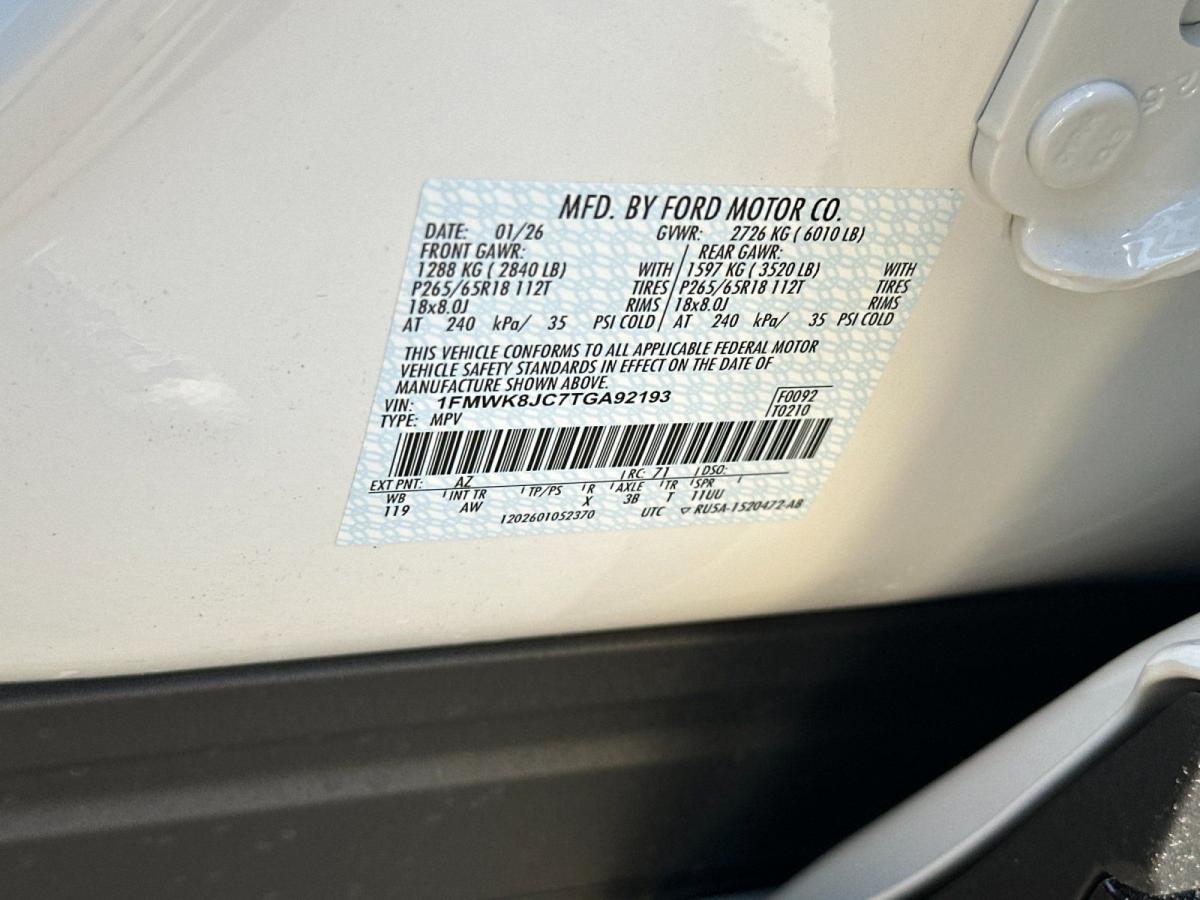 MFD. BY FORD MOTOR CO.
DATE: 01/26 GVWR: 2726 KG ( 6010 LB)
FRONT GAWR: REAR GAWR:
1288 KG ( 2840 LB) WITH 1597 KG ( 3520 LB) WITH
P265/65R18 112T TIRES P265/65R18 112T TIRES
18x8.0J RIMS 18x8.0J RIMS
AT 240 kPa/ 35 PSI COLD AT 240 kPa/ 35 PSI COLD
THIS VEHICLE CONFORMS TO ALL APPLICABLE FEDERAL MOTOR
VEHICLE SAFETY STANDARDS IN EFFECT ON THE DATE OF
MANUFACTURE SHOWN ABOVE.
VIN: 1FMWK8JC7TGA92193 F0092
TYPE: MPV T0210
EXT PNT: AZ RC: 71 DSO:
WB INT TR TP/PS R AXLE TR SPR
119 AW X 3B T 11UU
1202601052370 UTC ▽ RU5A-1520472-AB